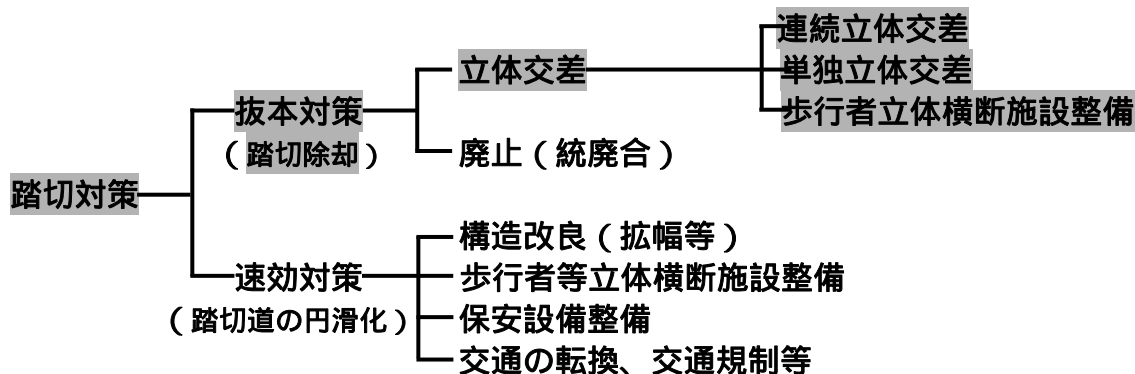 踏切対策
抜本対策
(踏切除却)
立体交差
連続立体交差
単独立体交差
歩行者立体横断施設整備
廃止(統廃合)
速効対策
(踏切道の円滑化)
構造改良(拡幅等)
歩行者等立体横断施設整備
保安設備整備
交通の転換、交通規制等